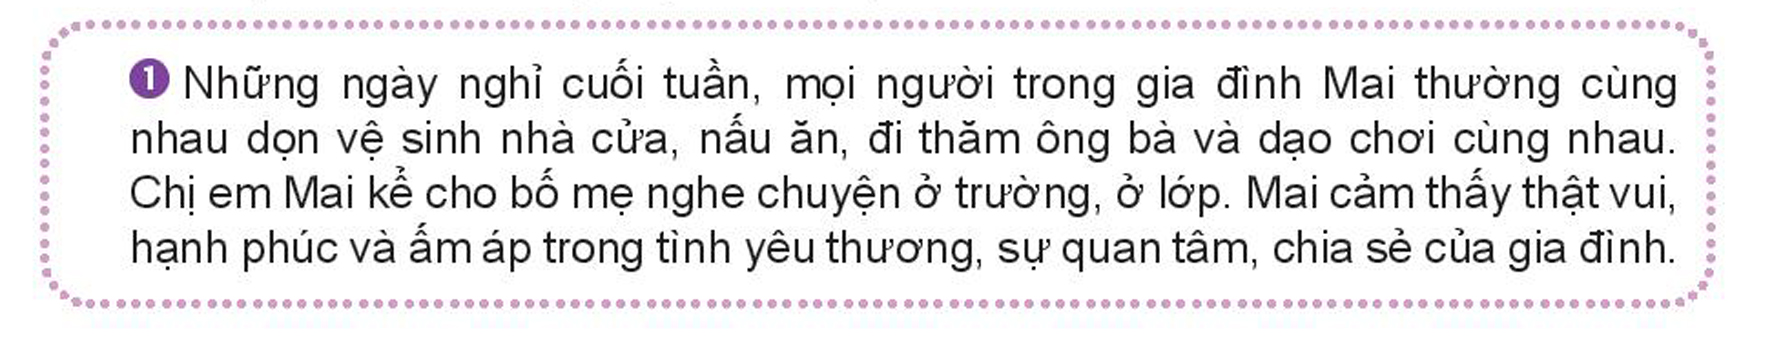 1 Những ngày nghỉ cuối tuần, mọi người trong gia đình Mai thường cùng
nhau dọn vệ sinh nhà cửa, nấu ăn, đi thăm ông bà và dạo chơi cùng nhau.
Chị em Mai kể cho bố mẹ nghe chuyện ở trường, ở lớp. Mai cảm thấy thật vui,
hạnh phúc và ấm áp trong tình yêu thương, sự quan tâm, chia sẻ của gia đình.